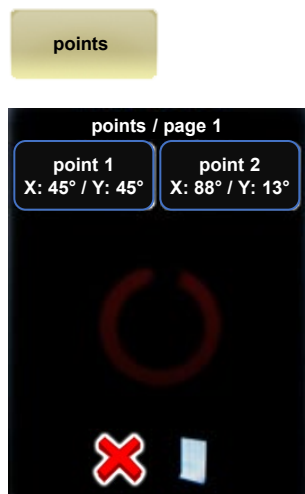 points
points / page 1
point 1
X: 45° / Y: 45°
point 2
X: 88° / Y: 13°